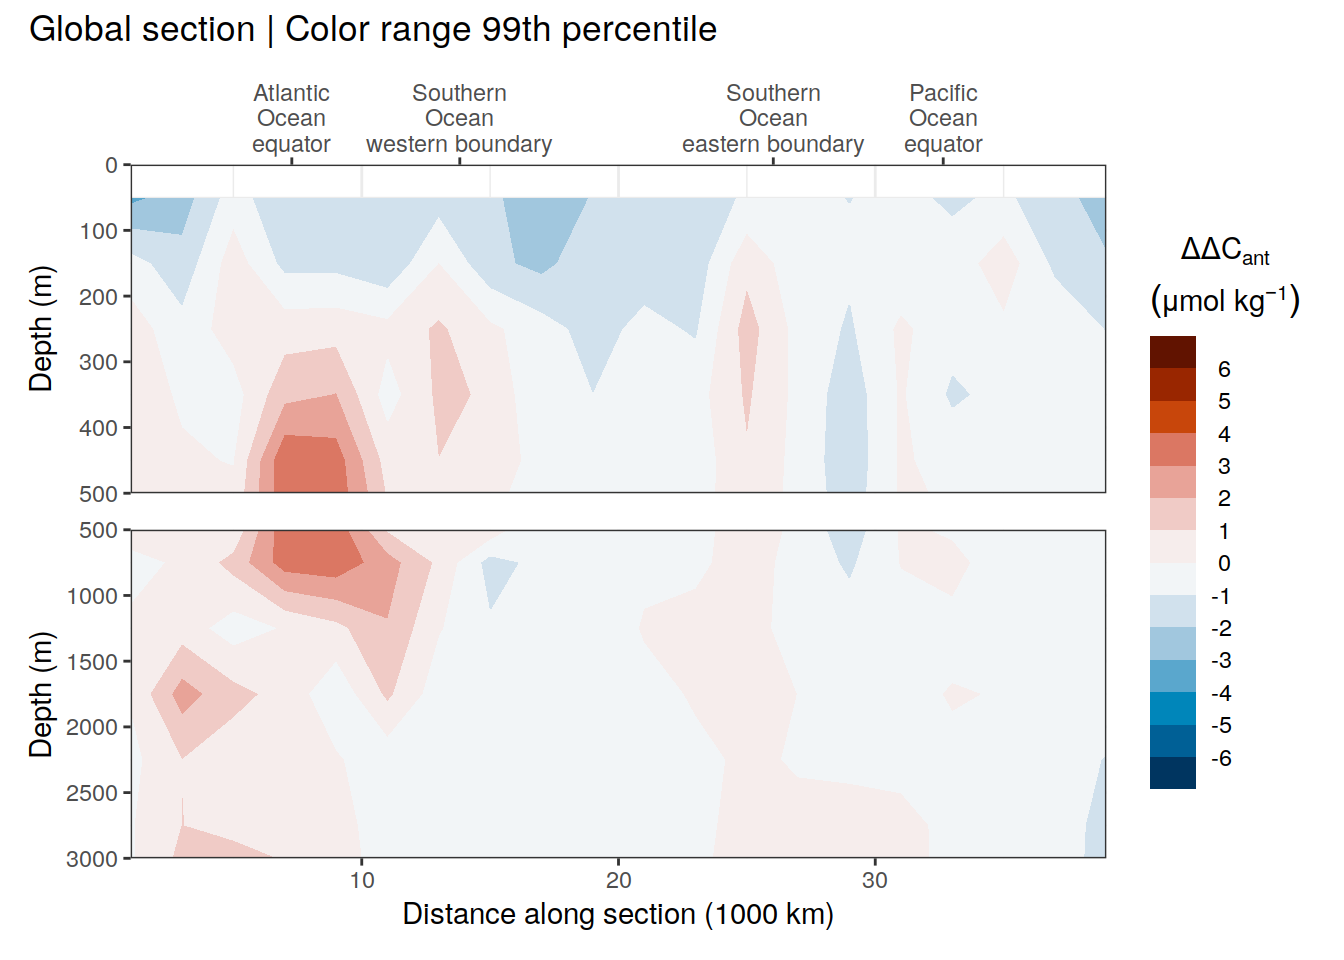 Global section | Color range 99th percentile
Atlantic
Ocean
equator
Southern
Ocean
western boundary
Southern
Ocean
eastern boundary
Pacific
Ocean
equator
0
100
200
300
400
500
Depth (m)
500
1000
1500
2000
2500
3000
Depth (m)
10 20 30
Distance along section (1000 km)
ΔΔCant
(μmol kg⁻¹)
6
5
4
3
2
1
0
-1
-2
-3
-4
-5
-6